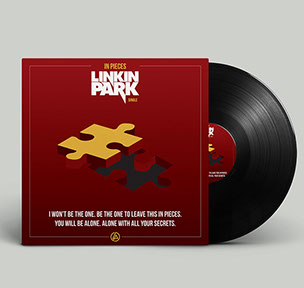 IN PIECES
LINKIN
PARK
SINGLE
I WON'T BE THE ONE. BE THE ONE TO LEAVE THIS IN PIECES.
YOU WILL BE ALONE. ALONE WITH ALL YOUR SECRETS.